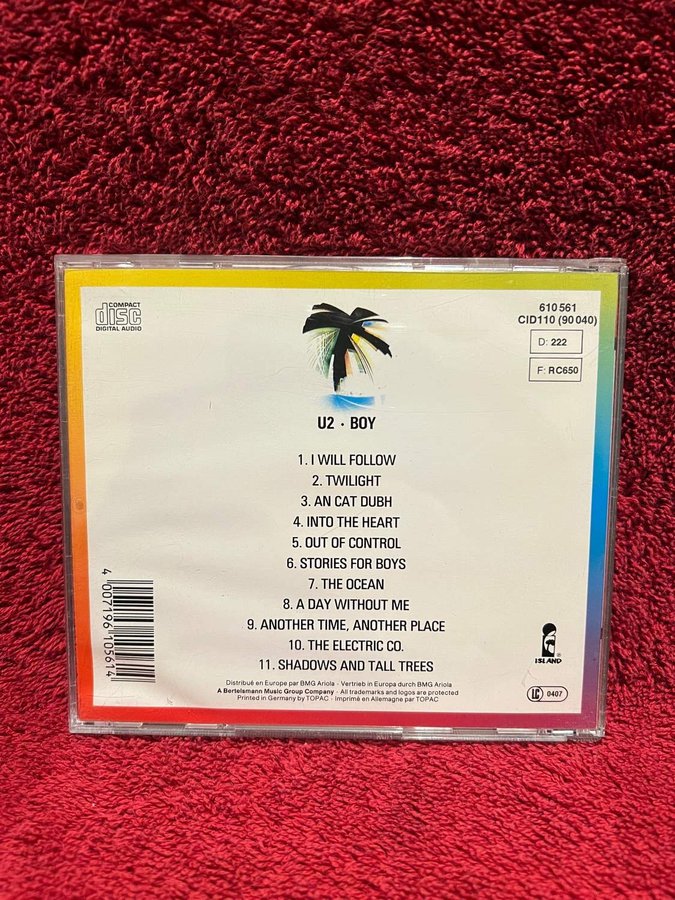 COMPACT
disc
DIGITAL AUDIO
610 561
CID110 (90 040)
D: 222
F: RC650
U2 · BOY
1. I WILL FOLLOW
2. TWILIGHT
3. AN CAT DUBH
4. INTO THE HEART
5. OUT OF CONTROL
6. STORIES FOR BOYS
7. THE OCEAN
8. A DAY WITHOUT ME
9. ANOTHER TIME, ANOTHER PLACE
10. THE ELECTRIC CO.
11. SHADOWS AND TALL TREES
4 007196 105614
ISLAND ®
Distribué en Europe par BMG Ariola · Vertrieb in Europa durch BMG Ariola
A Bertelsmann Music Group Company · All trademarks and logos are protected
Printed in Germany by TOPAC · Imprimé en Allemagne par TOPAC
LC 0407